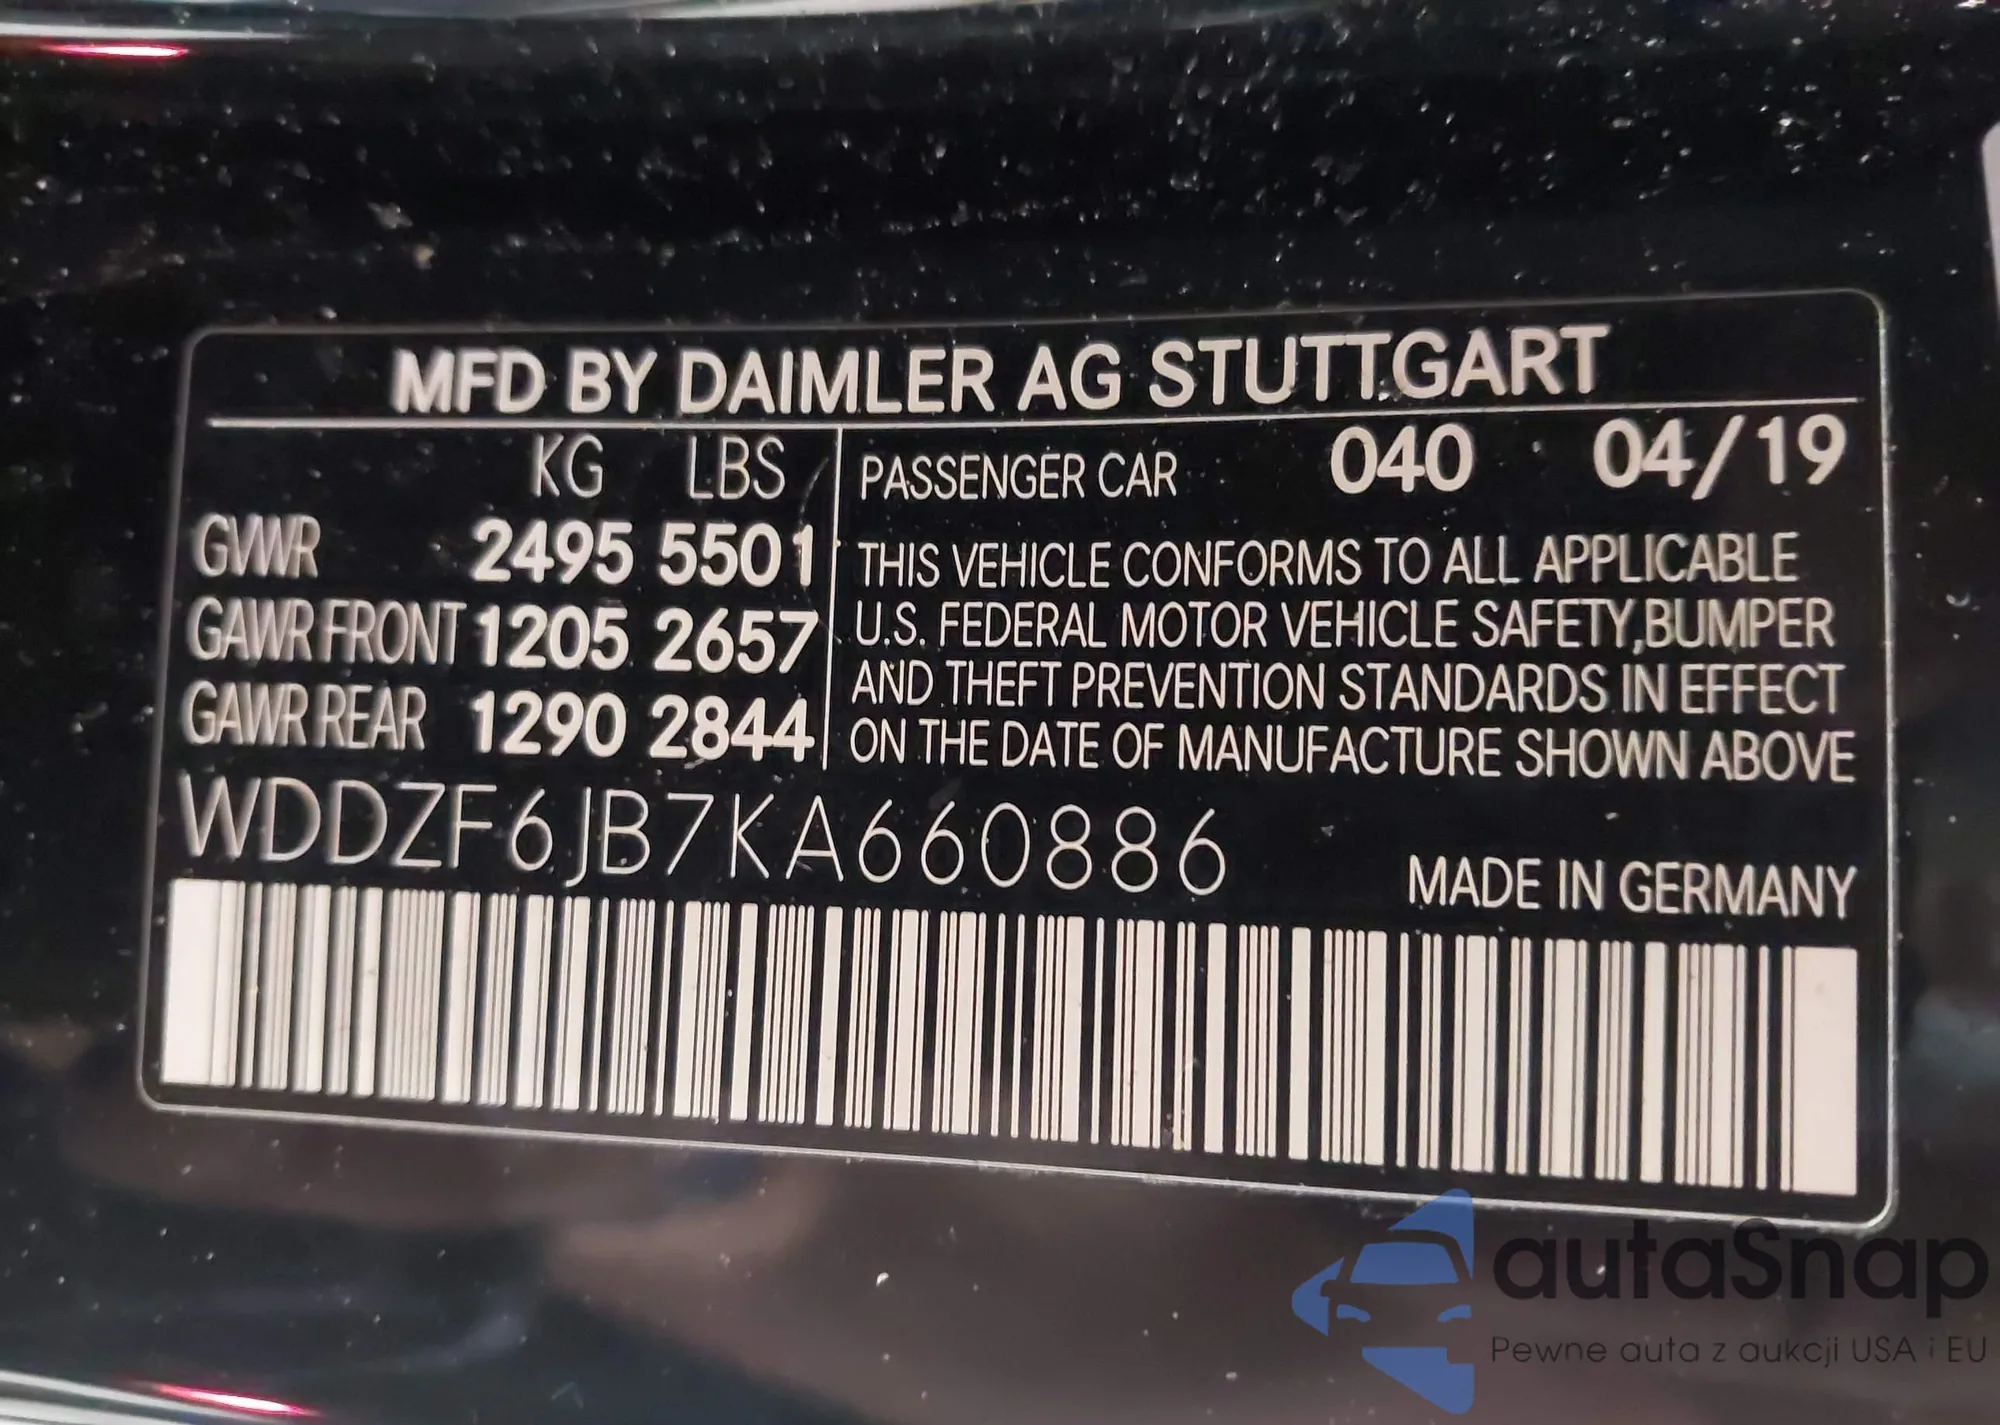 MFD BY DAIMLER AG STUTTGART
KG LBS
GVWR 2495 5501
GAWR FRONT 1205 2657
GAWR REAR 1290 2844
PASSENGER CAR 040 04/19
THIS VEHICLE CONFORMS TO ALL APPLICABLE
U.S. FEDERAL MOTOR VEHICLE SAFETY,BUMPER
AND THEFT PREVENTION STANDARDS IN EFFECT
ON THE DATE OF MANUFACTURE SHOWN ABOVE
WDDZF6JB7KA660886
MADE IN GERMANY
autaSnap
Pewne auta z aukcji USA i EU